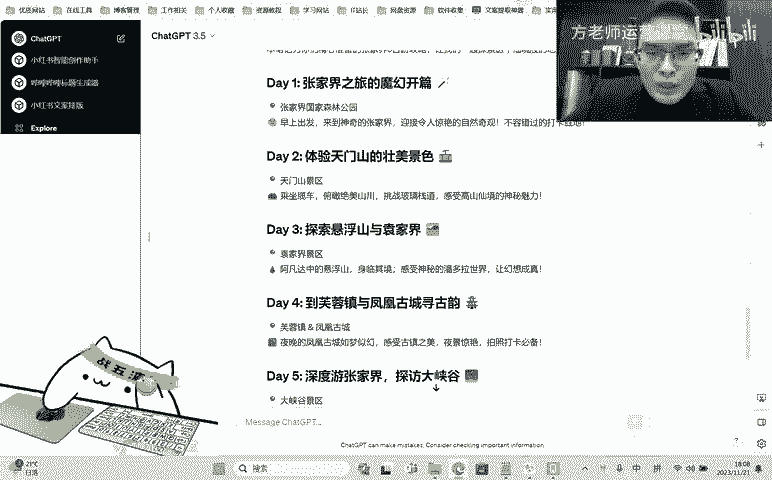 优质网站 在线工具 博客管理 工作相关 个人收藏 资源教程 学习网站 IT站长 网盘资源 软件收集 文案提取神器
ChatGPT
ChatGPT 3.5
方老师运
bilibili
小红书智能创作助手
哔哩哔哩标题生成器
小红书文案排版
Explore
Day 1: 张家界之旅的魔幻开篇
张家界国家森林公园
早上出发，来到神奇的张家界，迎接令人惊艳的自然奇观！不容错过的打卡胜地！
Day 2: 体验天门山的壮美景色
天门山景区
乘坐缆车，俯瞰绝美山川，挑战玻璃栈道，感受高山仙境的神秘魅力！
Day 3: 探索悬浮山与袁家界
袁家界景区
阿凡达中的悬浮山，身临其境；感受神秘的潘多拉世界，让幻想成真！
Day 4: 到芙蓉镇与凤凰古城寻古韵
芙蓉镇 & 凤凰古城
夜晚的凤凰古城如梦似幻，感受古镇之美，夜景惊艳，拍照打卡必备！
Day 5: 深度游张家界，探访大峡谷
大峡谷景区
战五渣
Message ChatGPT…
ChatGPT can make mistakes. Consider checking important information.
21°C
搜索
中
拼
18:08
2023/11/21